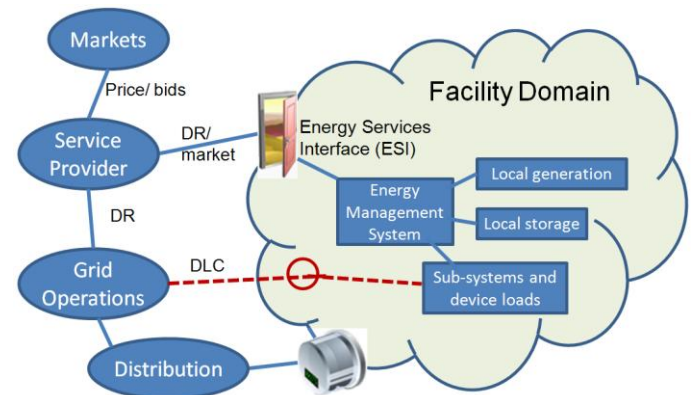 Markets
Price/ bids
Service
Provider
DR/
market
DR
Grid
Operations
DLC
Distribution
Facility Domain
Energy Services
Interface (ESI)
Energy
Management
System
Local generation
Local storage
Sub-systems and
device loads